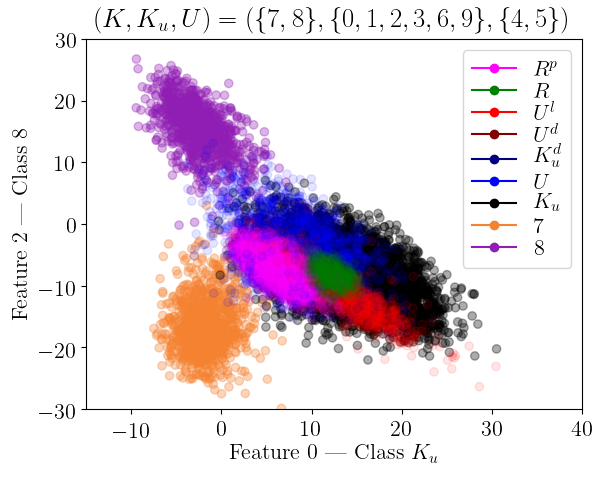 (K, K_u, U) = ({7, 8}, {0, 1, 2, 3, 6, 9}, {4, 5})
30
20
10
0
−10
−20
−30
Feature 2 — Class 8
R^p
R
U^l
U^d
K_u^d
U
K_u
7
8
−10
0
10
20
30
40
Feature 0 — Class K_u